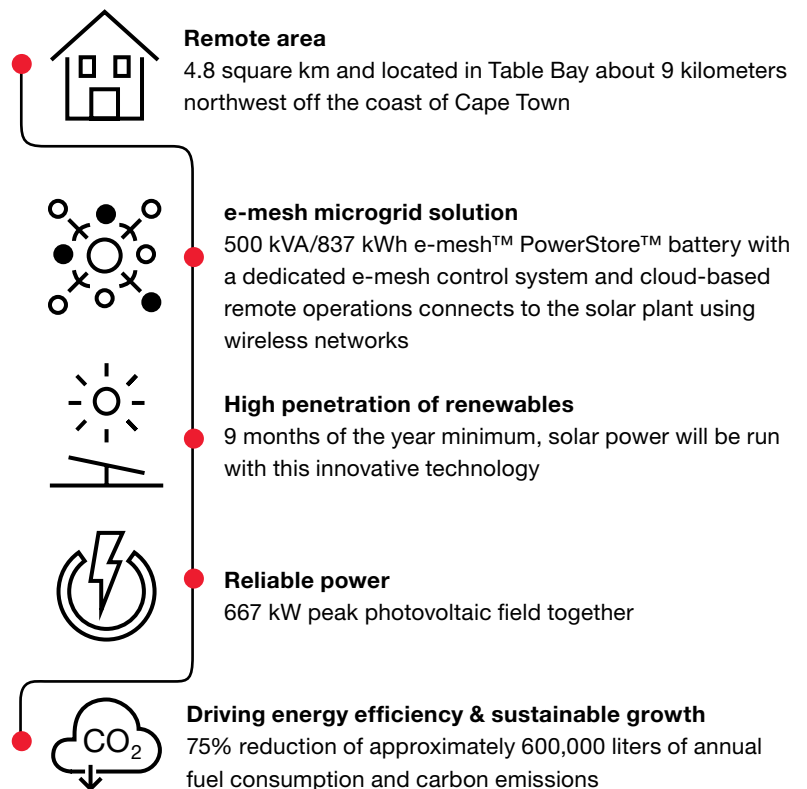 Remote area
4.8 square km and located in Table Bay about 9 kilometers
northwest off the coast of Cape Town
e-mesh microgrid solution
500 kVA/837 kWh e-mesh™ PowerStore™ battery with
a dedicated e-mesh control system and cloud-based
remote operations connects to the solar plant using
wireless networks
High penetration of renewables
9 months of the year minimum, solar power will be run
with this innovative technology
Reliable power
667 kW peak photovoltaic field together
CO₂
Driving energy efficiency & sustainable growth
75% reduction of approximately 600,000 liters of annual
fuel consumption and carbon emissions